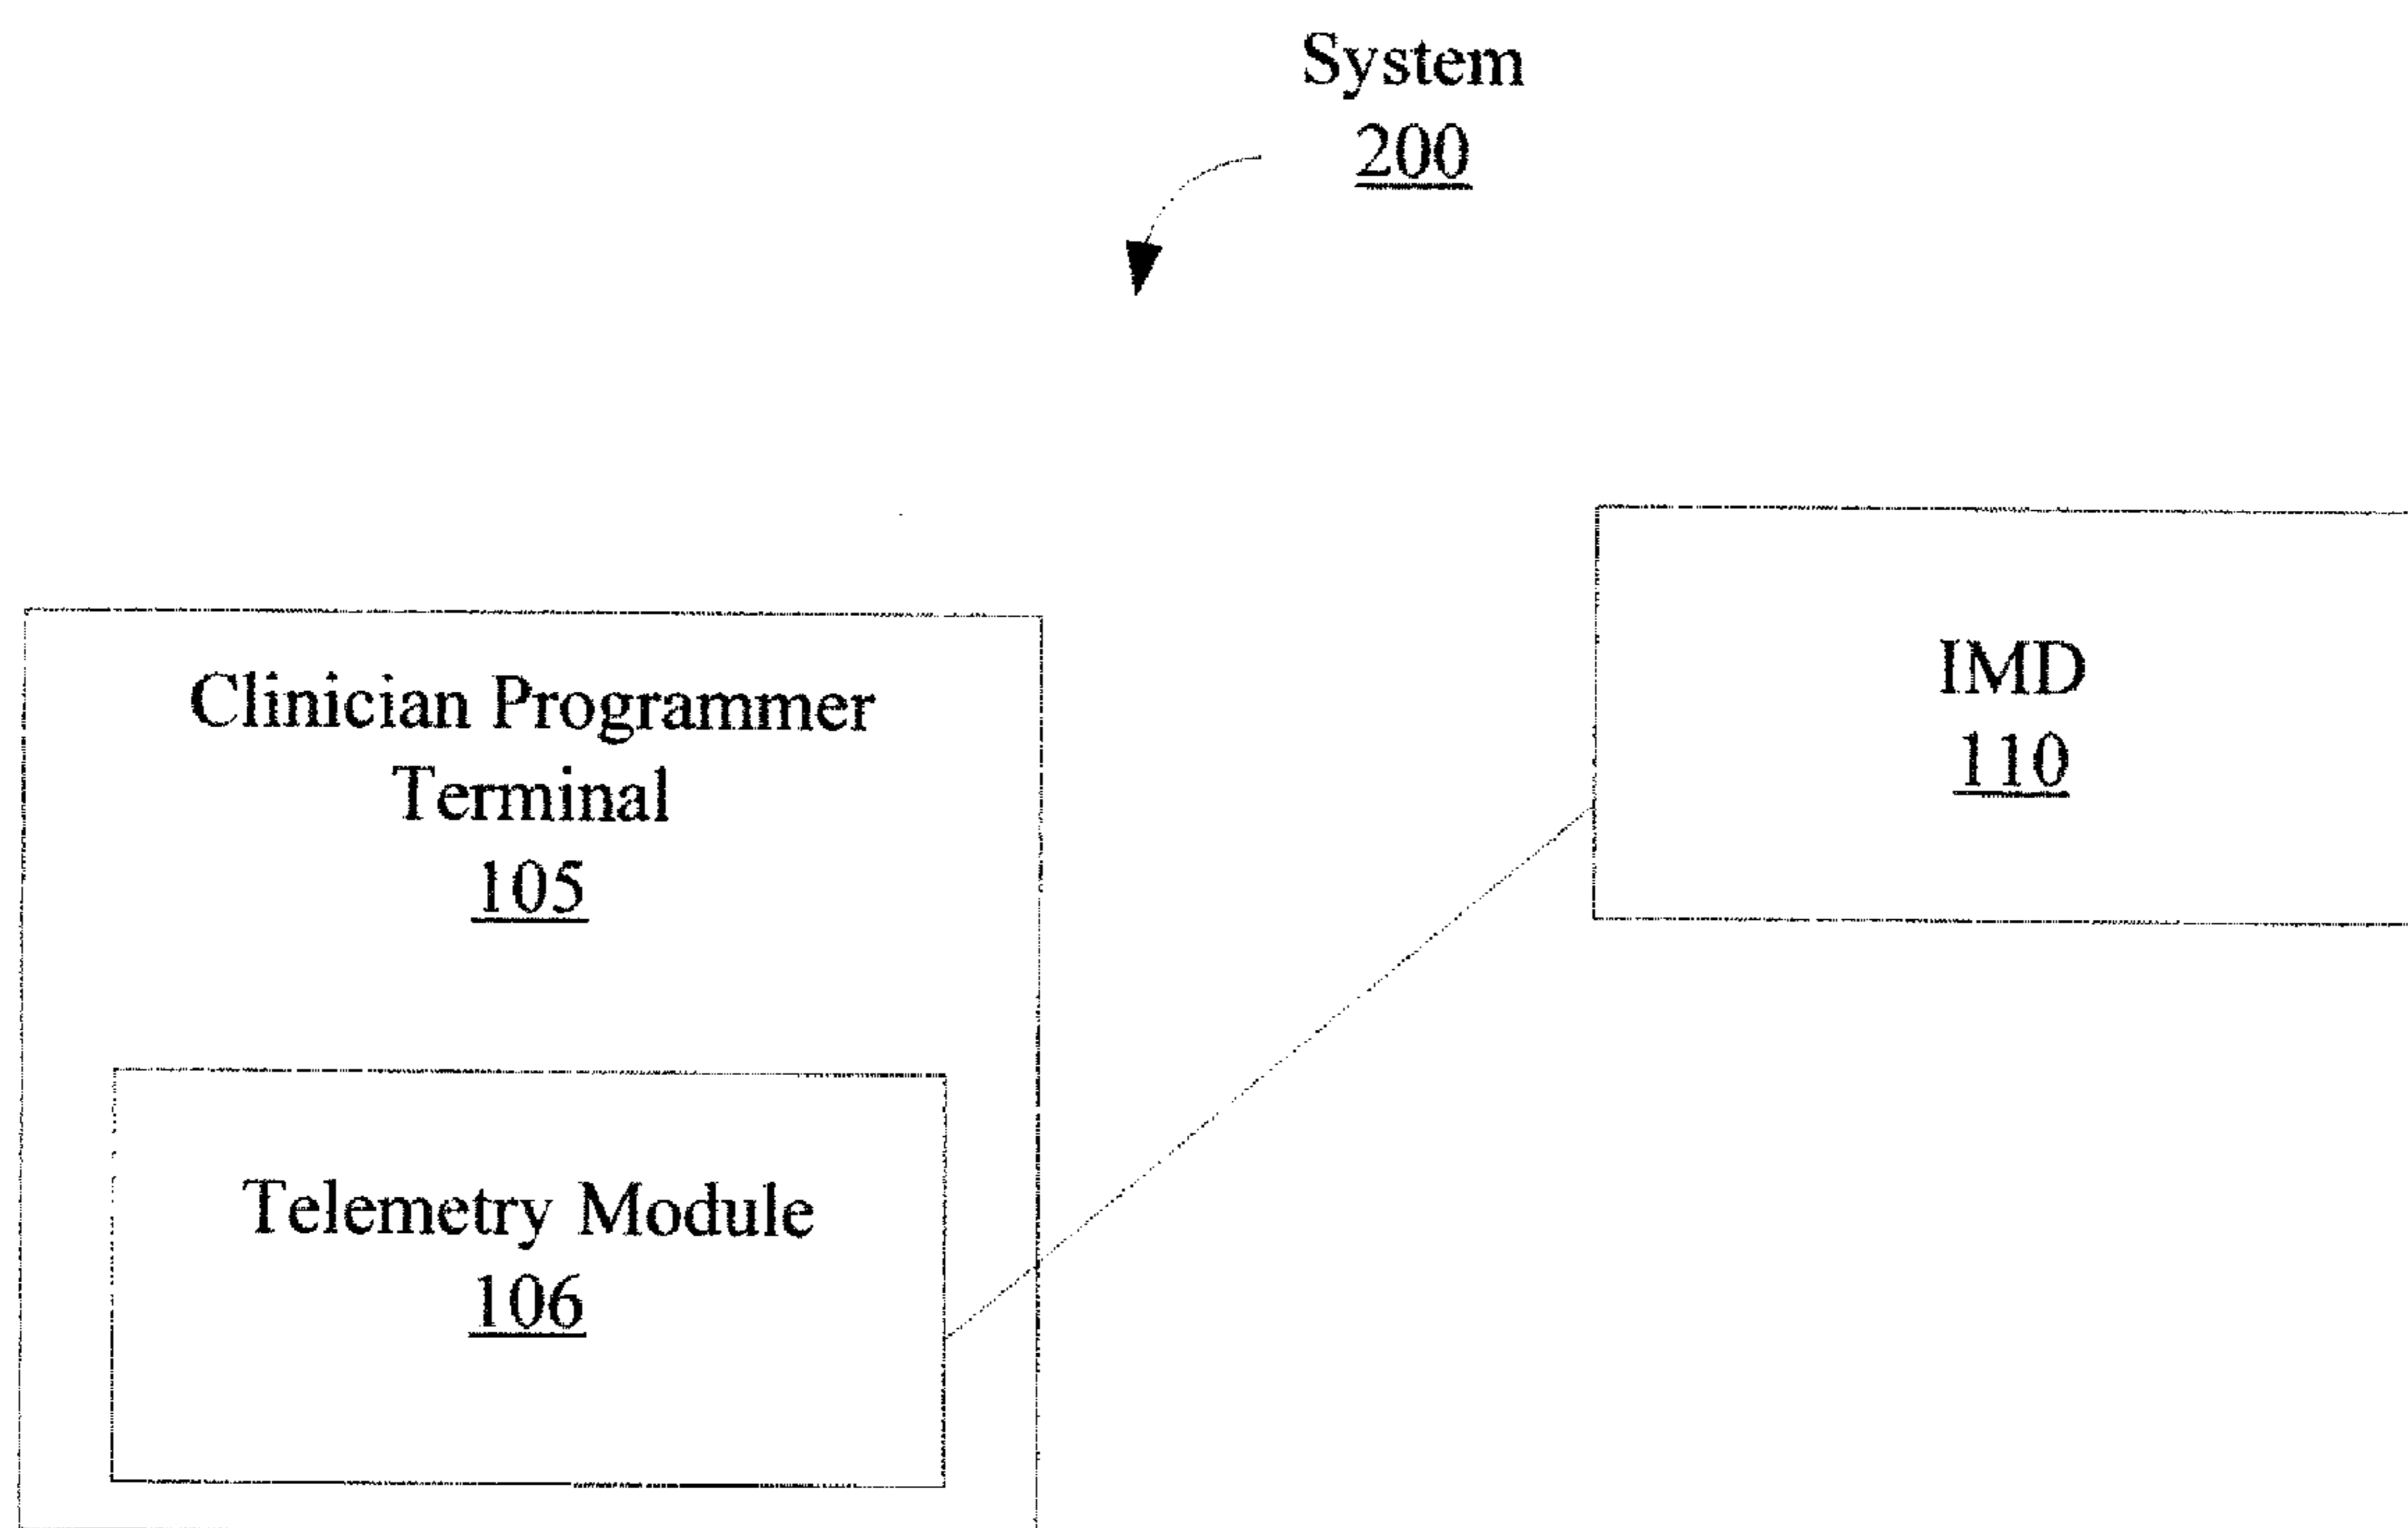 System
200
Clinician Programmer
Terminal
105
Telemetry Module
106
IMD
110